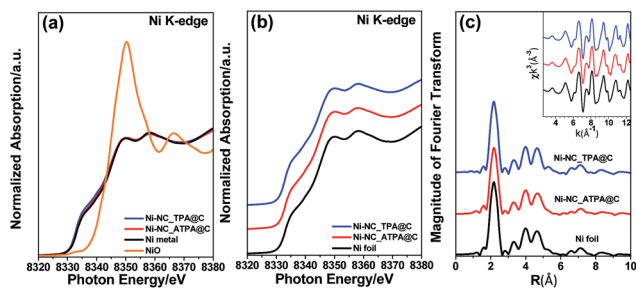 (a)
Ni K-edge
Normalized Absorption/a.u.
Ni-NC_TPA@C
Ni-NC_ATPA@C
Ni metal
NiO
8320 8330 8340 8350 8360 8370 8380
Photon Energy/eV
(b)
Ni K-edge
Normalized Absorption/a.u.
Ni-NC_TPA@C
Ni-NC_ATPA@C
Ni foil
8320 8330 8340 8350 8360 8370 8380
Photon Energy/eV
(c)
Magnitude of Fourier Transform
χk³(Å⁻³)
4 6 8 10 12
k(Å⁻¹)
Ni-NC_TPA@C
Ni-NC_ATPA@C
Ni foil
0 2 4 6 8 10
R(Å)